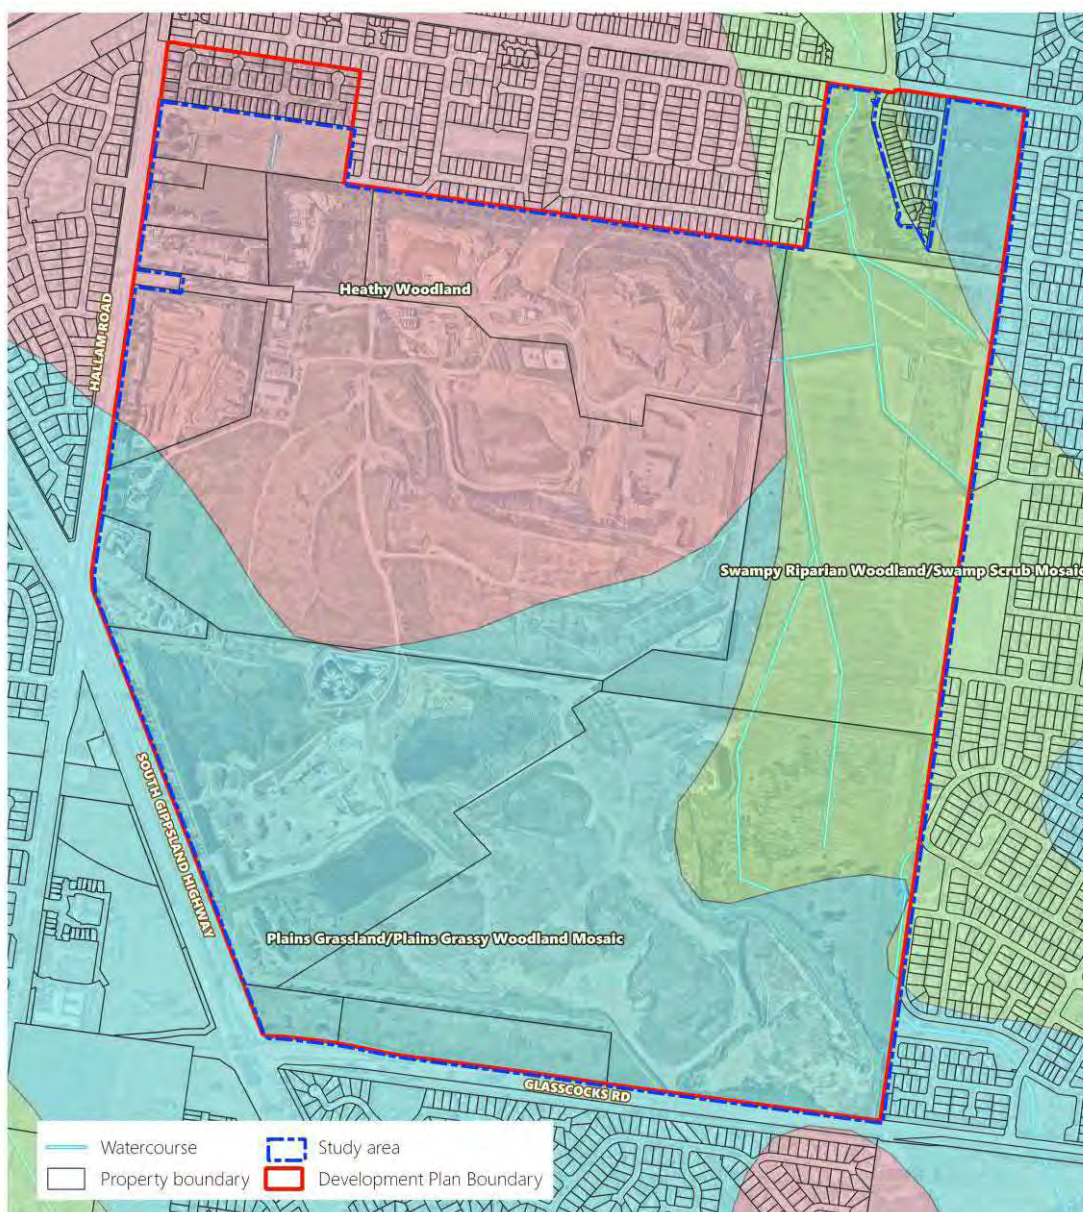 Heathy Woodland
HALLAM ROAD
Swampy Riparian Woodland/Swamp Scrub Mosaic
SOUTH GIPPSLAND HIGHWAY
Plains Grassland/Plains Grassy Woodland Mosaic
GLASSCOCKS RD
Watercourse
Study area
Property boundary
Development Plan Boundary